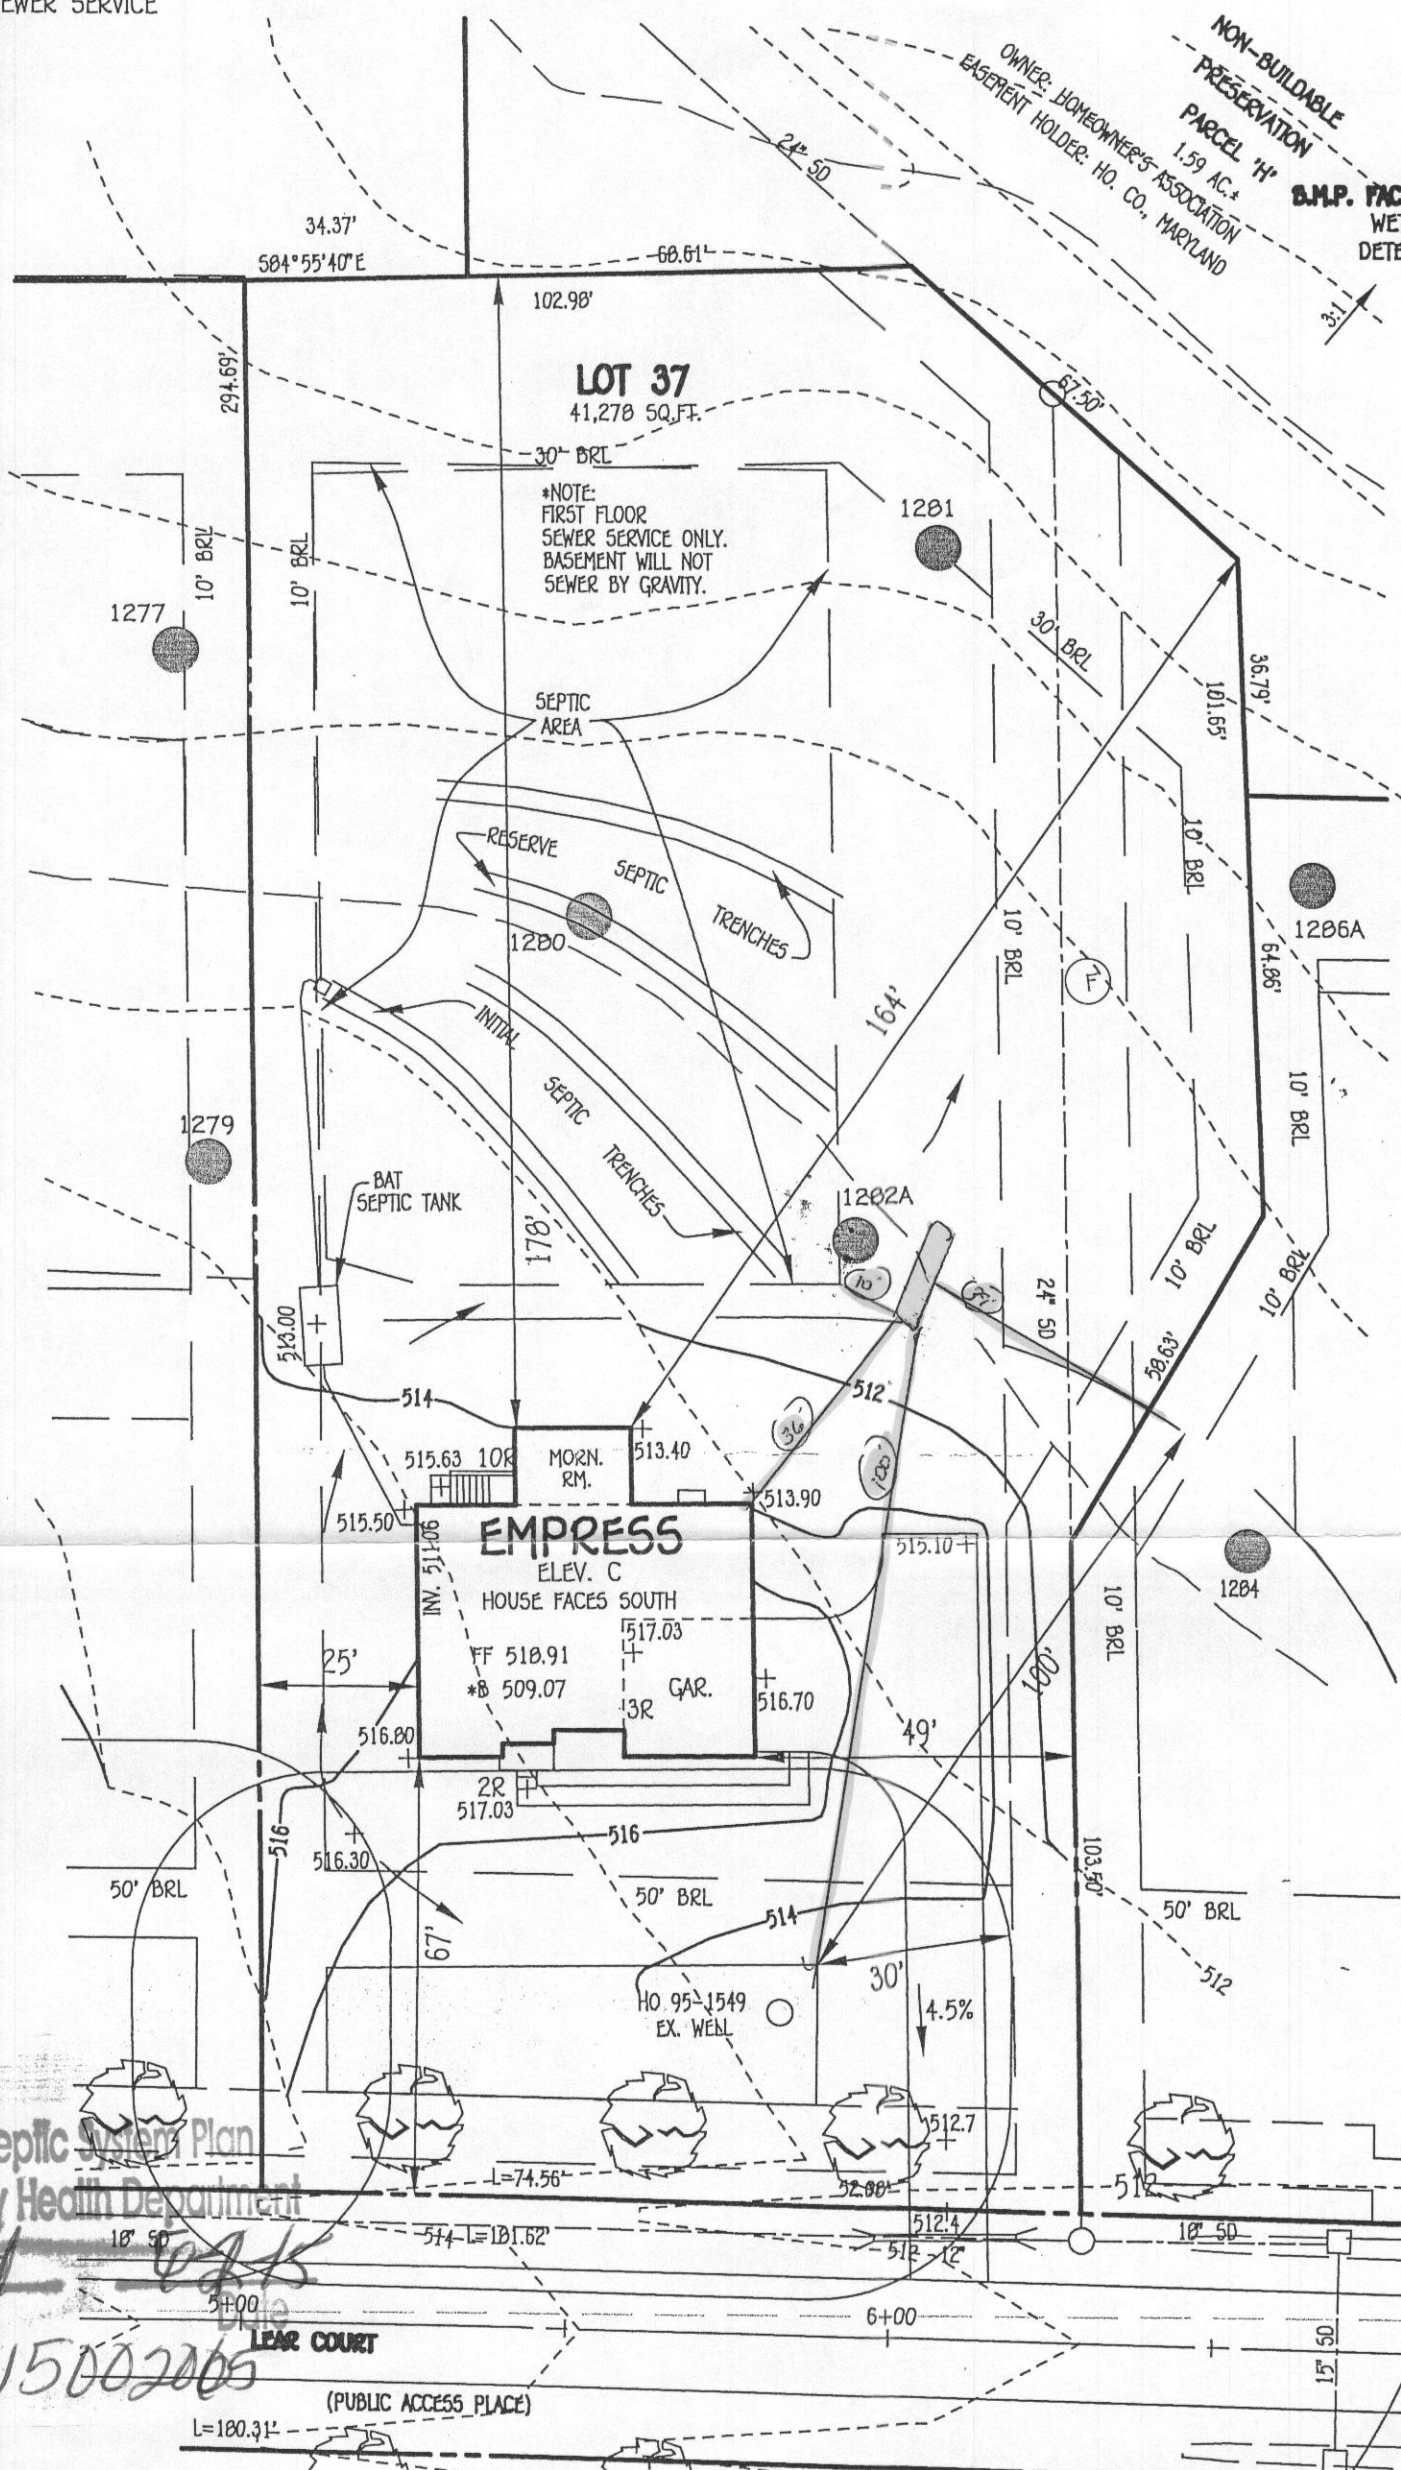 SEWER SERVICE
NON-BUILDABLE
PRESERVATION
PARCEL 'H'
1.59 AC.±
OWNER: HOMEOWNER'S ASSOCIATION
EASEMENT HOLDER: HO. CO., MARYLAND
B.M.P. FAC
WE
DETE
3:1
24" SD
34.37'
S84°55'40"E
68.61'
102.98'
294.69'
LOT 37
41,278 SQ.FT.
67.50'
30' BRL
*NOTE:
FIRST FLOOR
SEWER SERVICE ONLY.
BASEMENT WILL NOT
SEWER BY GRAVITY.
1281
10' BRL
10' BRL
1277
30' BRL
36.79'
101.65'
SEPTIC
AREA
10' BRL
RESERVE
SEPTIC
TRENCHES
1280
10' BRL
1286A
64.86'
164'
INITIAL
SEPTIC
TRENCHES
10' BRL
1279
BAT
SEPTIC TANK
1282A
178'
10' BRL
10' BRL
10'
24" SD
513.00
58.63'
514
512
36'
100'
513.40
515.63
10R
MORN.
RM.
513.90
515.50
INV. 511.06
EMPRESS
ELEV. C
HOUSE FACES SOUTH
515.10
1284
10' BRL
517.03
FF 518.91
*B 509.07
GAR.
3R
516.70
25'
100'
49'
516.80
2R
517.03
516
516
516.30
50' BRL
50' BRL
103.50'
50' BRL
514
67'
512
30'
HO 95-1549
EX. WELL
4.5%
512.7
eptic System Plan
y Health Department
L=74.56'
52.08'
512
18" SD
514
L=181.62'
512.4
512
12"
18" SD
5+00
Date
6+00
LEAR COURT
15002005
15" SD
(PUBLIC ACCESS PLACE)
L=180.31'